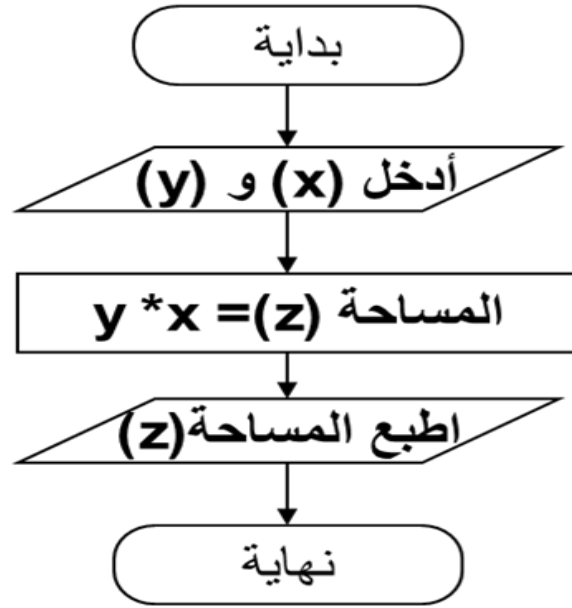 بداية
أدخل (x) و (y)
المساحة (z)= y *x
اطبع المساحة(z)
نهاية